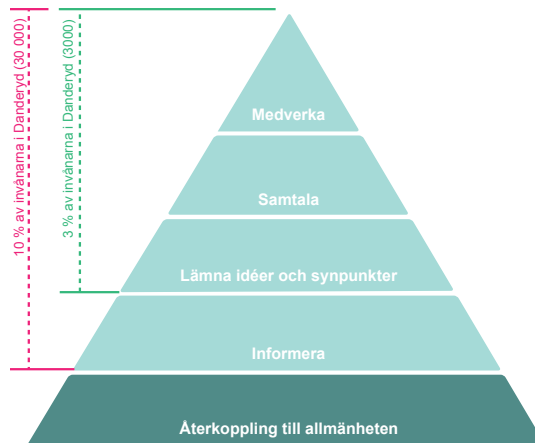 10 % av invånarna i Danderyd (30 000)
3 % av invånarna i Danderyd (3000)
Medverka
Samtala
Lämna idéer och synpunkter
Informera
Återkoppling till allmänheten